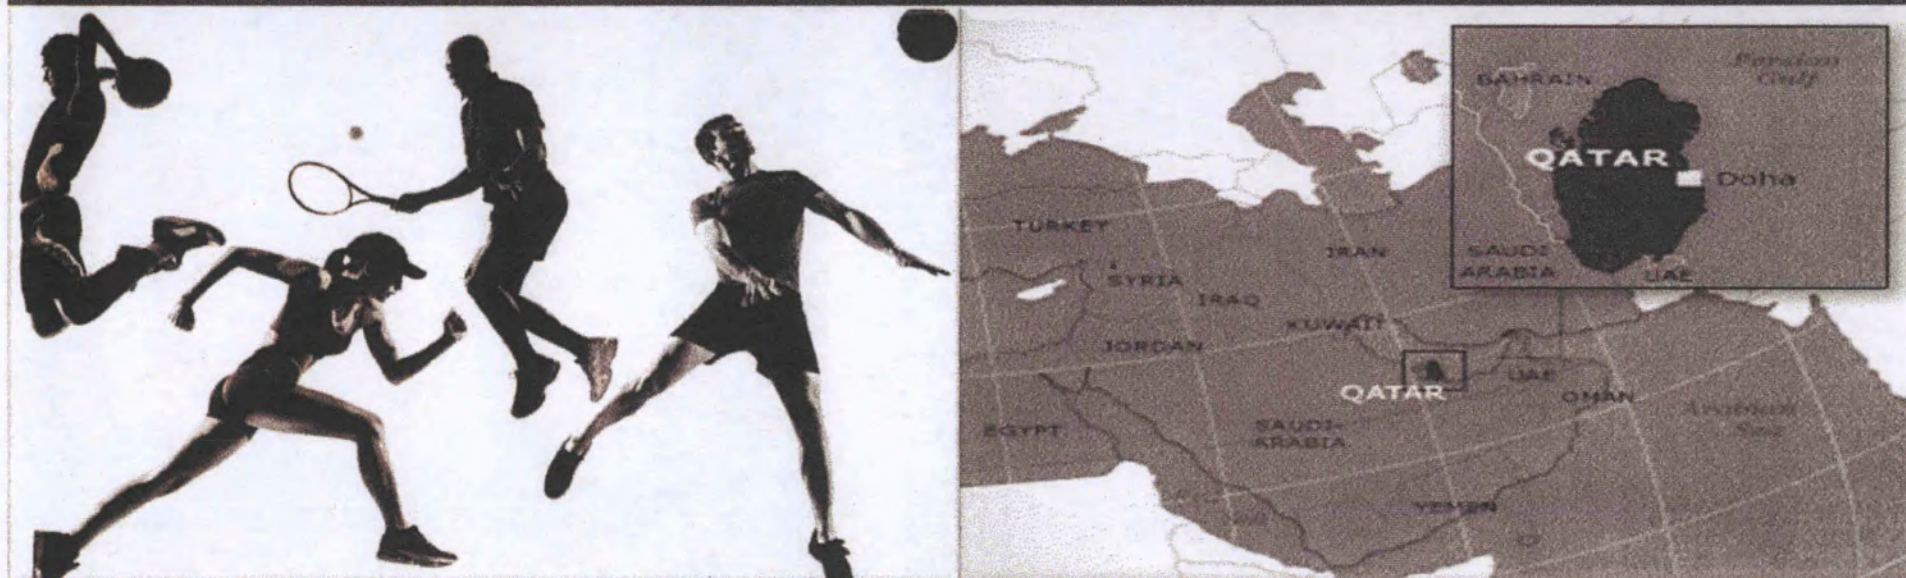 Persian
Gulf
BAHRAIN
QATAR
Doha
SAUDI
ARABIA
UAE
TURKEY
IRAN
SYRIA
IRAQ
KUWAIT
JORDAN
UAE
QATAR
OMAN
Arabian
Sea
EGYPT
SAUDI-
ARABIA
YEMEN